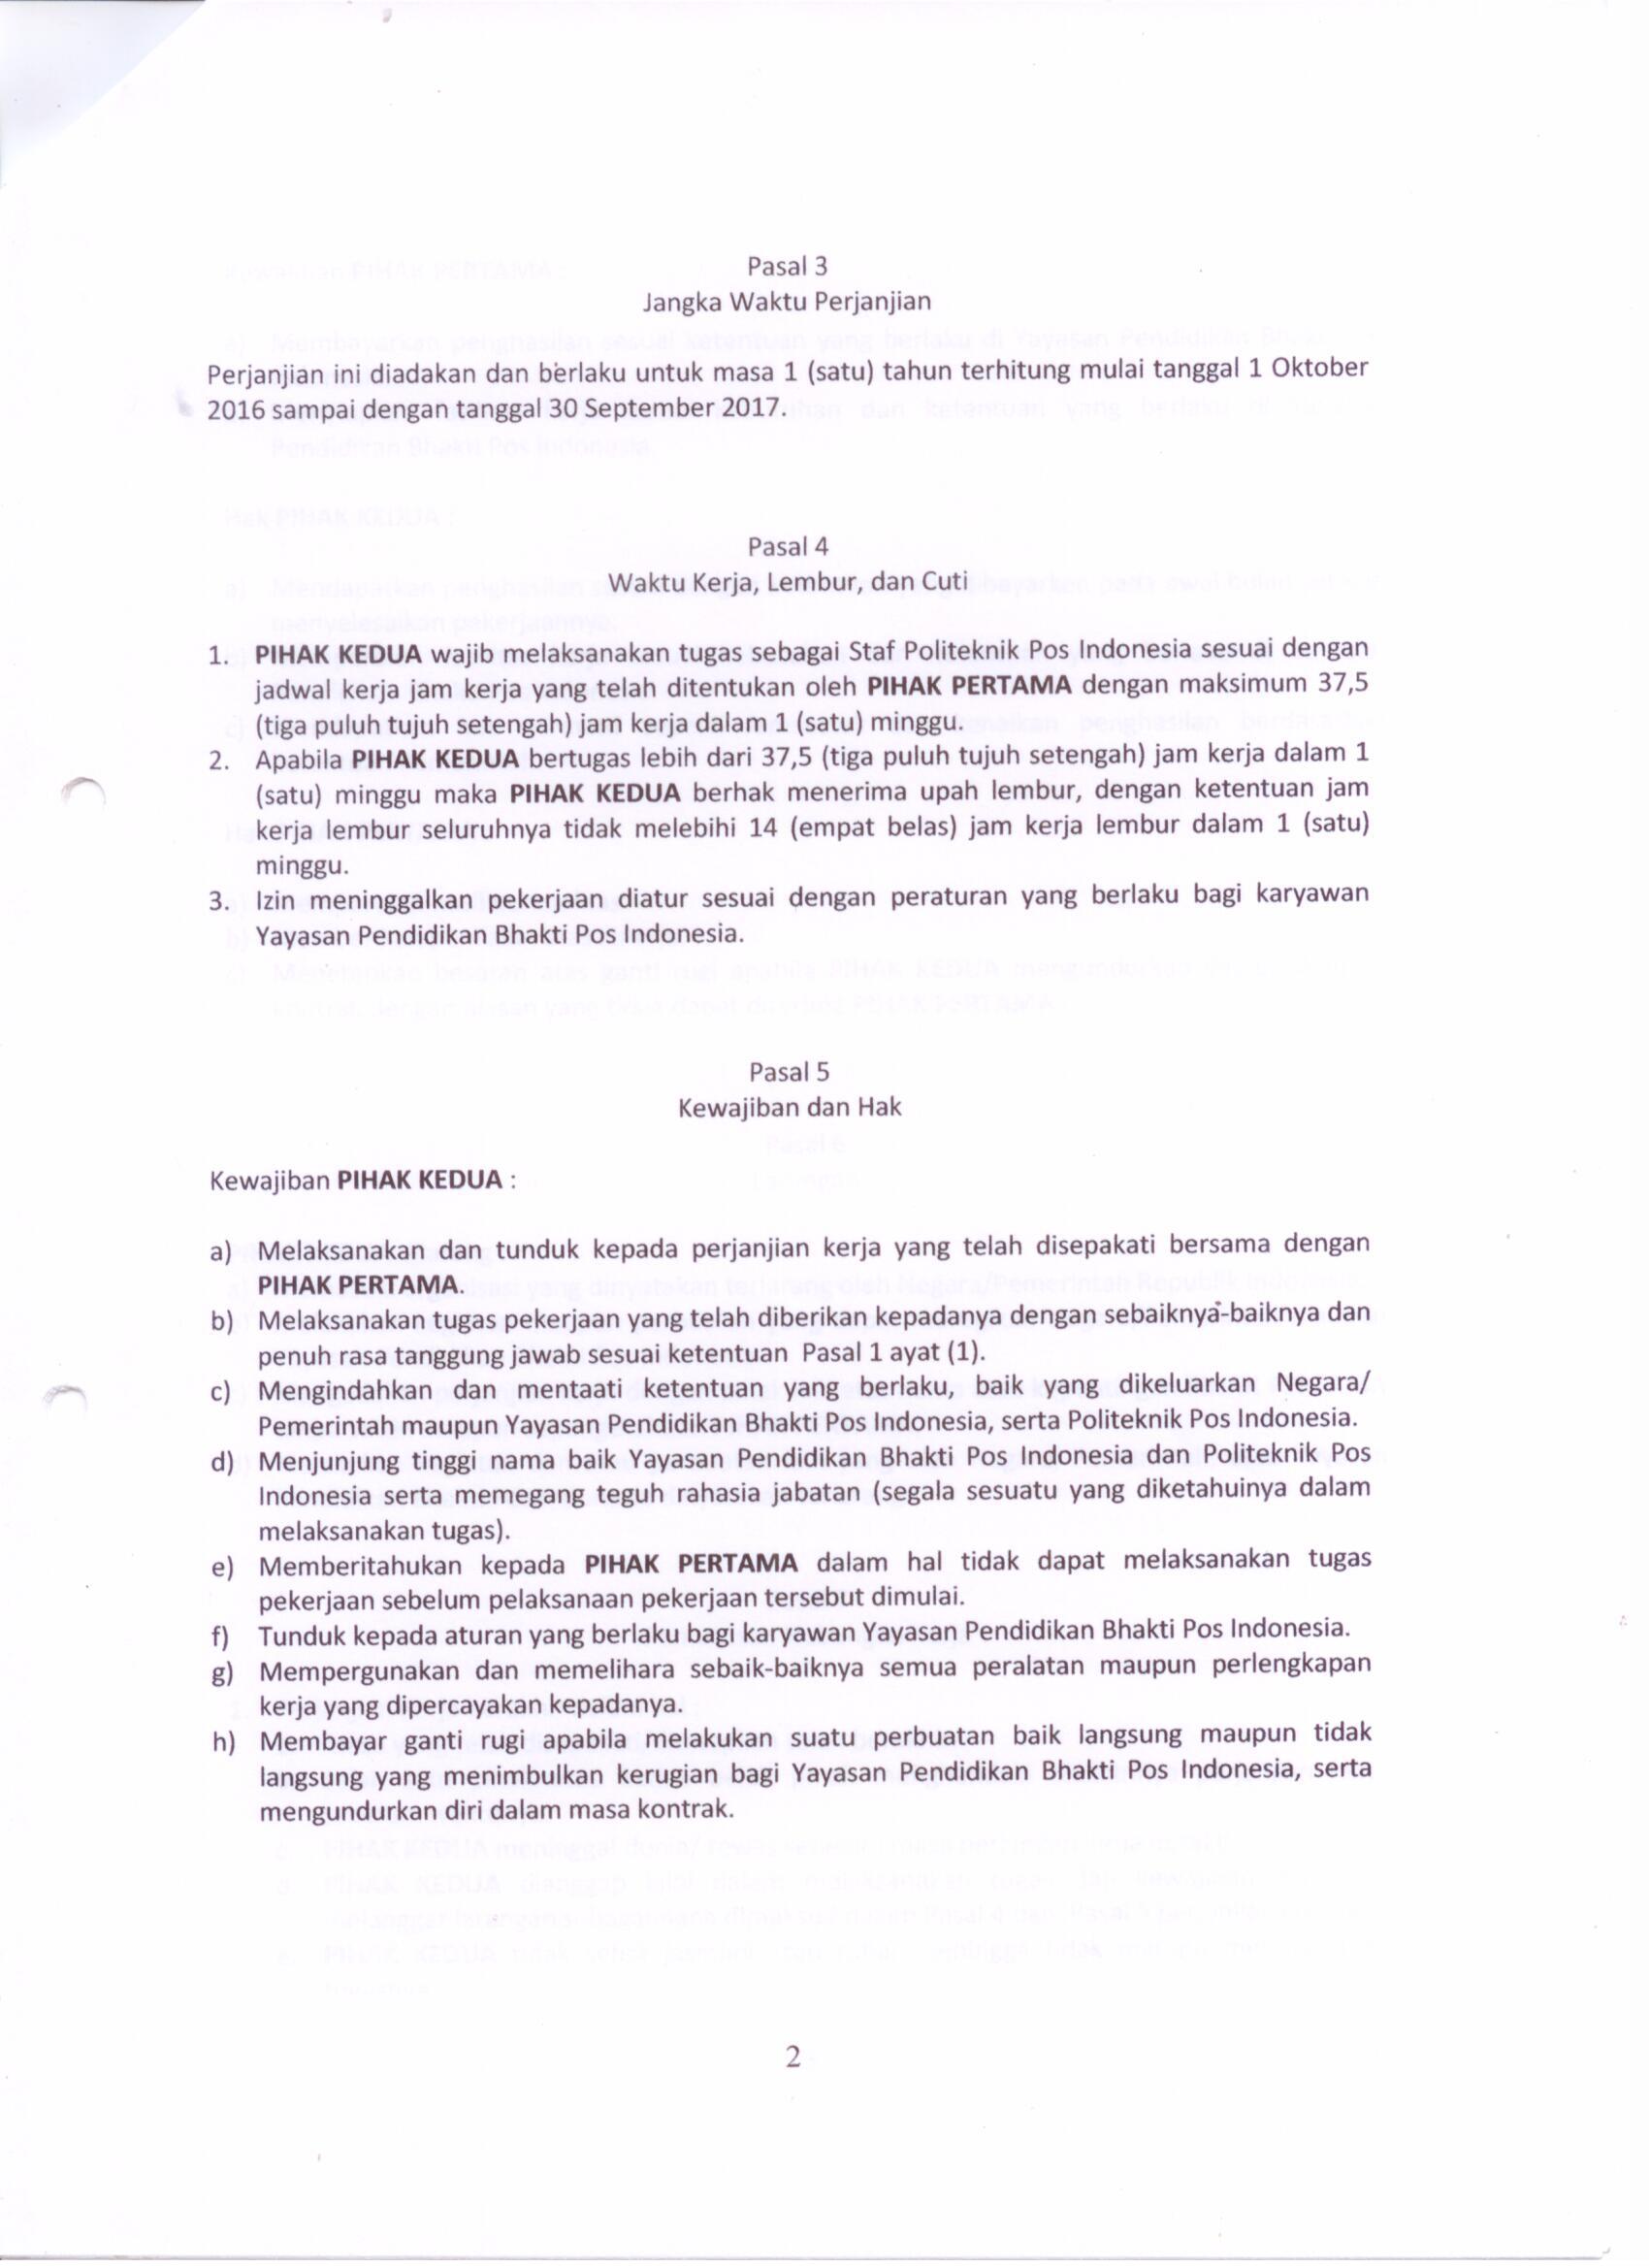 Pasal 3
Jangka Waktu Perjanjian
Perjanjian ini diadakan dan berlaku untuk masa 1 (satu) tahun terhitung mulai tanggal 1 Oktober
2016 sampai dengan tanggal 30 September 2017.
Pasal 4
Waktu Kerja, Lembur, dan Cuti
1. PIHAK KEDUA wajib melaksanakan tugas sebagai Staf Politeknik Pos Indonesia sesuai dengan
jadwal kerja jam kerja yang telah ditentukan oleh PIHAK PERTAMA dengan maksimum 37,5
(tiga puluh tujuh setengah) jam kerja dalam 1 (satu) minggu.
2. Apabila PIHAK KEDUA bertugas lebih dari 37,5 (tiga puluh tujuh setengah) jam kerja dalam 1
(satu) minggu maka PIHAK KEDUA berhak menerima upah lembur, dengan ketentuan jam
kerja lembur seluruhnya tidak melebihi 14 (empat belas) jam kerja lembur dalam 1 (satu)
minggu.
3. Izin meninggalkan pekerjaan diatur sesuai dengan peraturan yang berlaku bagi karyawan
Yayasan Pendidikan Bhakti Pos Indonesia.
Pasal 5
Kewajiban dan Hak
Kewajiban PIHAK KEDUA :
a) Melaksanakan dan tunduk kepada perjanjian kerja yang telah disepakati bersama dengan
PIHAK PERTAMA.
b) Melaksanakan tugas pekerjaan yang telah diberikan kepadanya dengan sebaiknya-baiknya dan
penuh rasa tanggung jawab sesuai ketentuan Pasal 1 ayat (1).
c) Mengindahkan dan mentaati ketentuan yang berlaku, baik yang dikeluarkan Negara/
Pemerintah maupun Yayasan Pendidikan Bhakti Pos Indonesia, serta Politeknik Pos Indonesia.
d) Menjunjung tinggi nama baik Yayasan Pendidikan Bhakti Pos Indonesia dan Politeknik Pos
Indonesia serta memegang teguh rahasia jabatan (segala sesuatu yang diketahuinya dalam
melaksanakan tugas).
e) Memberitahukan kepada PIHAK PERTAMA dalam hal tidak dapat melaksanakan tugas
pekerjaan sebelum pelaksanaan pekerjaan tersebut dimulai.
f) Tunduk kepada aturan yang berlaku bagi karyawan Yayasan Pendidikan Bhakti Pos Indonesia.
g) Mempergunakan dan memelihara sebaik-baiknya semua peralatan maupun perlengkapan
kerja yang dipercayakan kepadanya.
h) Membayar ganti rugi apabila melakukan suatu perbuatan baik langsung maupun tidak
langsung yang menimbulkan kerugian bagi Yayasan Pendidikan Bhakti Pos Indonesia, serta
mengundurkan diri dalam masa kontrak.
2